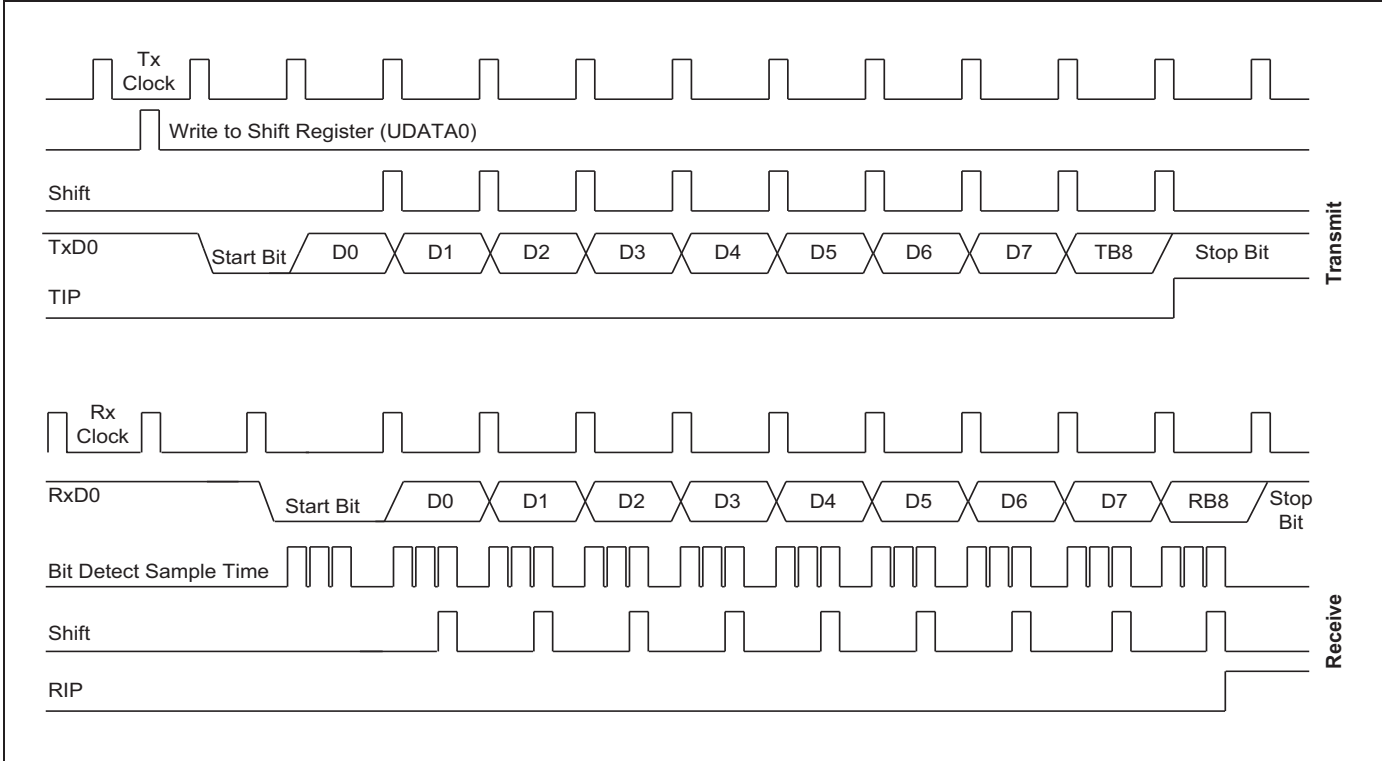 Tx
Clock
Write to Shift Register (UDATA0)
Shift
TxD0 Start Bit D0 D1 D2 D3 D4 D5 D6 D7 TB8 Stop Bit
TIP
Transmit
Rx
Clock
RxD0 Start Bit D0 D1 D2 D3 D4 D5 D6 D7 RB8 Stop
Bit
Bit Detect Sample Time
Shift
RIP
Receive